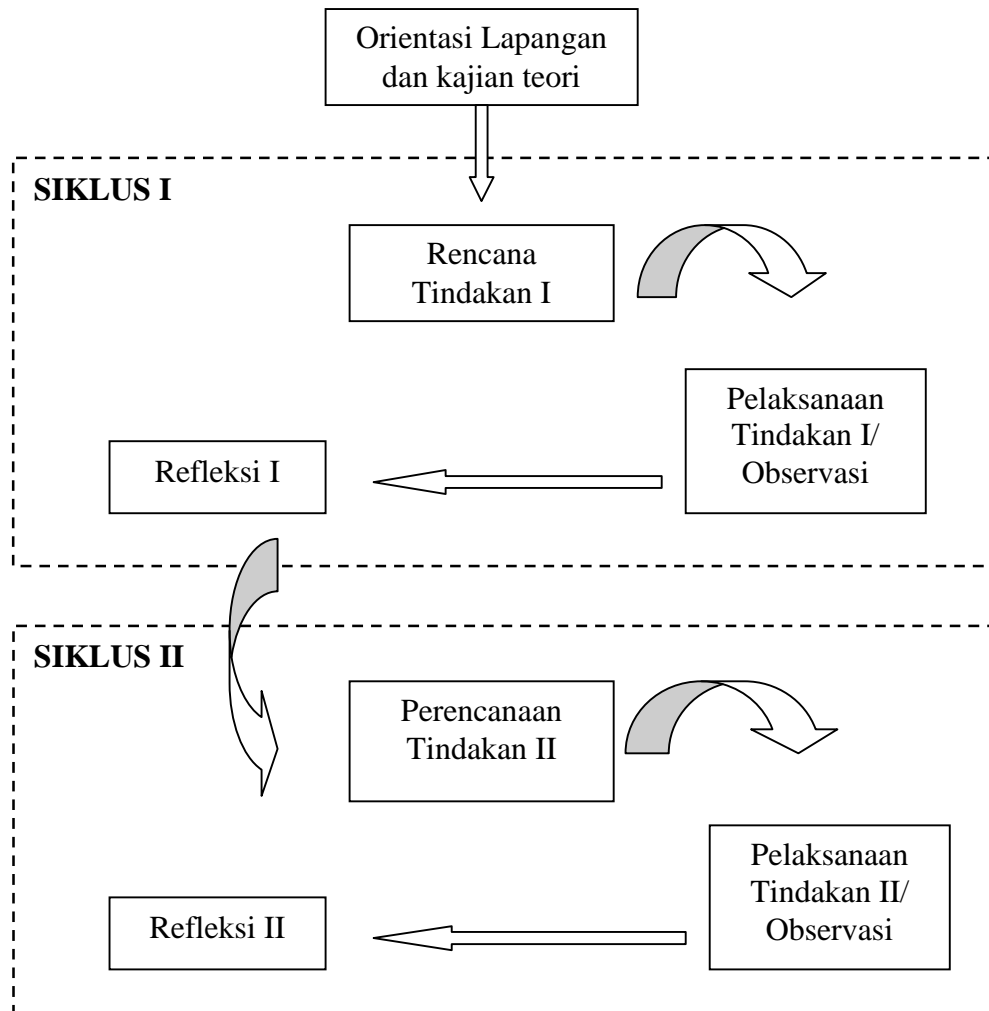 Orientasi Lapangan
dan kajian teori
SIKLUS I
Rencana
Tindakan I
Pelaksanaan
Tindakan I/
Observasi
Refleksi I
SIKLUS II
Perencanaan
Tindakan II
Pelaksanaan
Tindakan II/
Observasi
Refleksi II